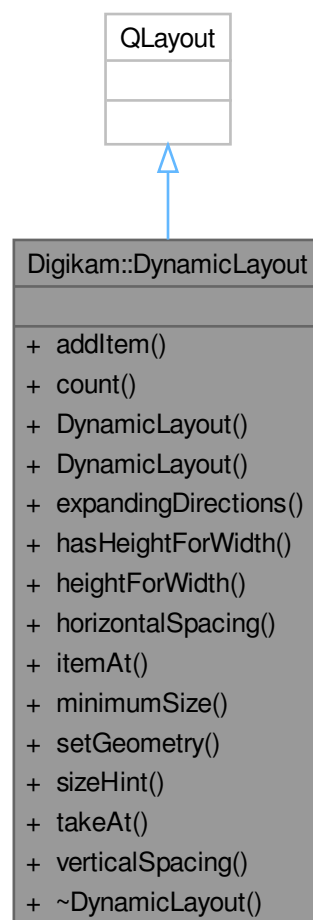 QLayout
Digikam::DynamicLayout
+ addItem()
+ count()
+ DynamicLayout()
+ DynamicLayout()
+ expandingDirections()
+ hasHeightForWidth()
+ heightForWidth()
+ horizontalSpacing()
+ itemAt()
+ minimumSize()
+ setGeometry()
+ sizeHint()
+ takeAt()
+ verticalSpacing()
+ ~DynamicLayout()